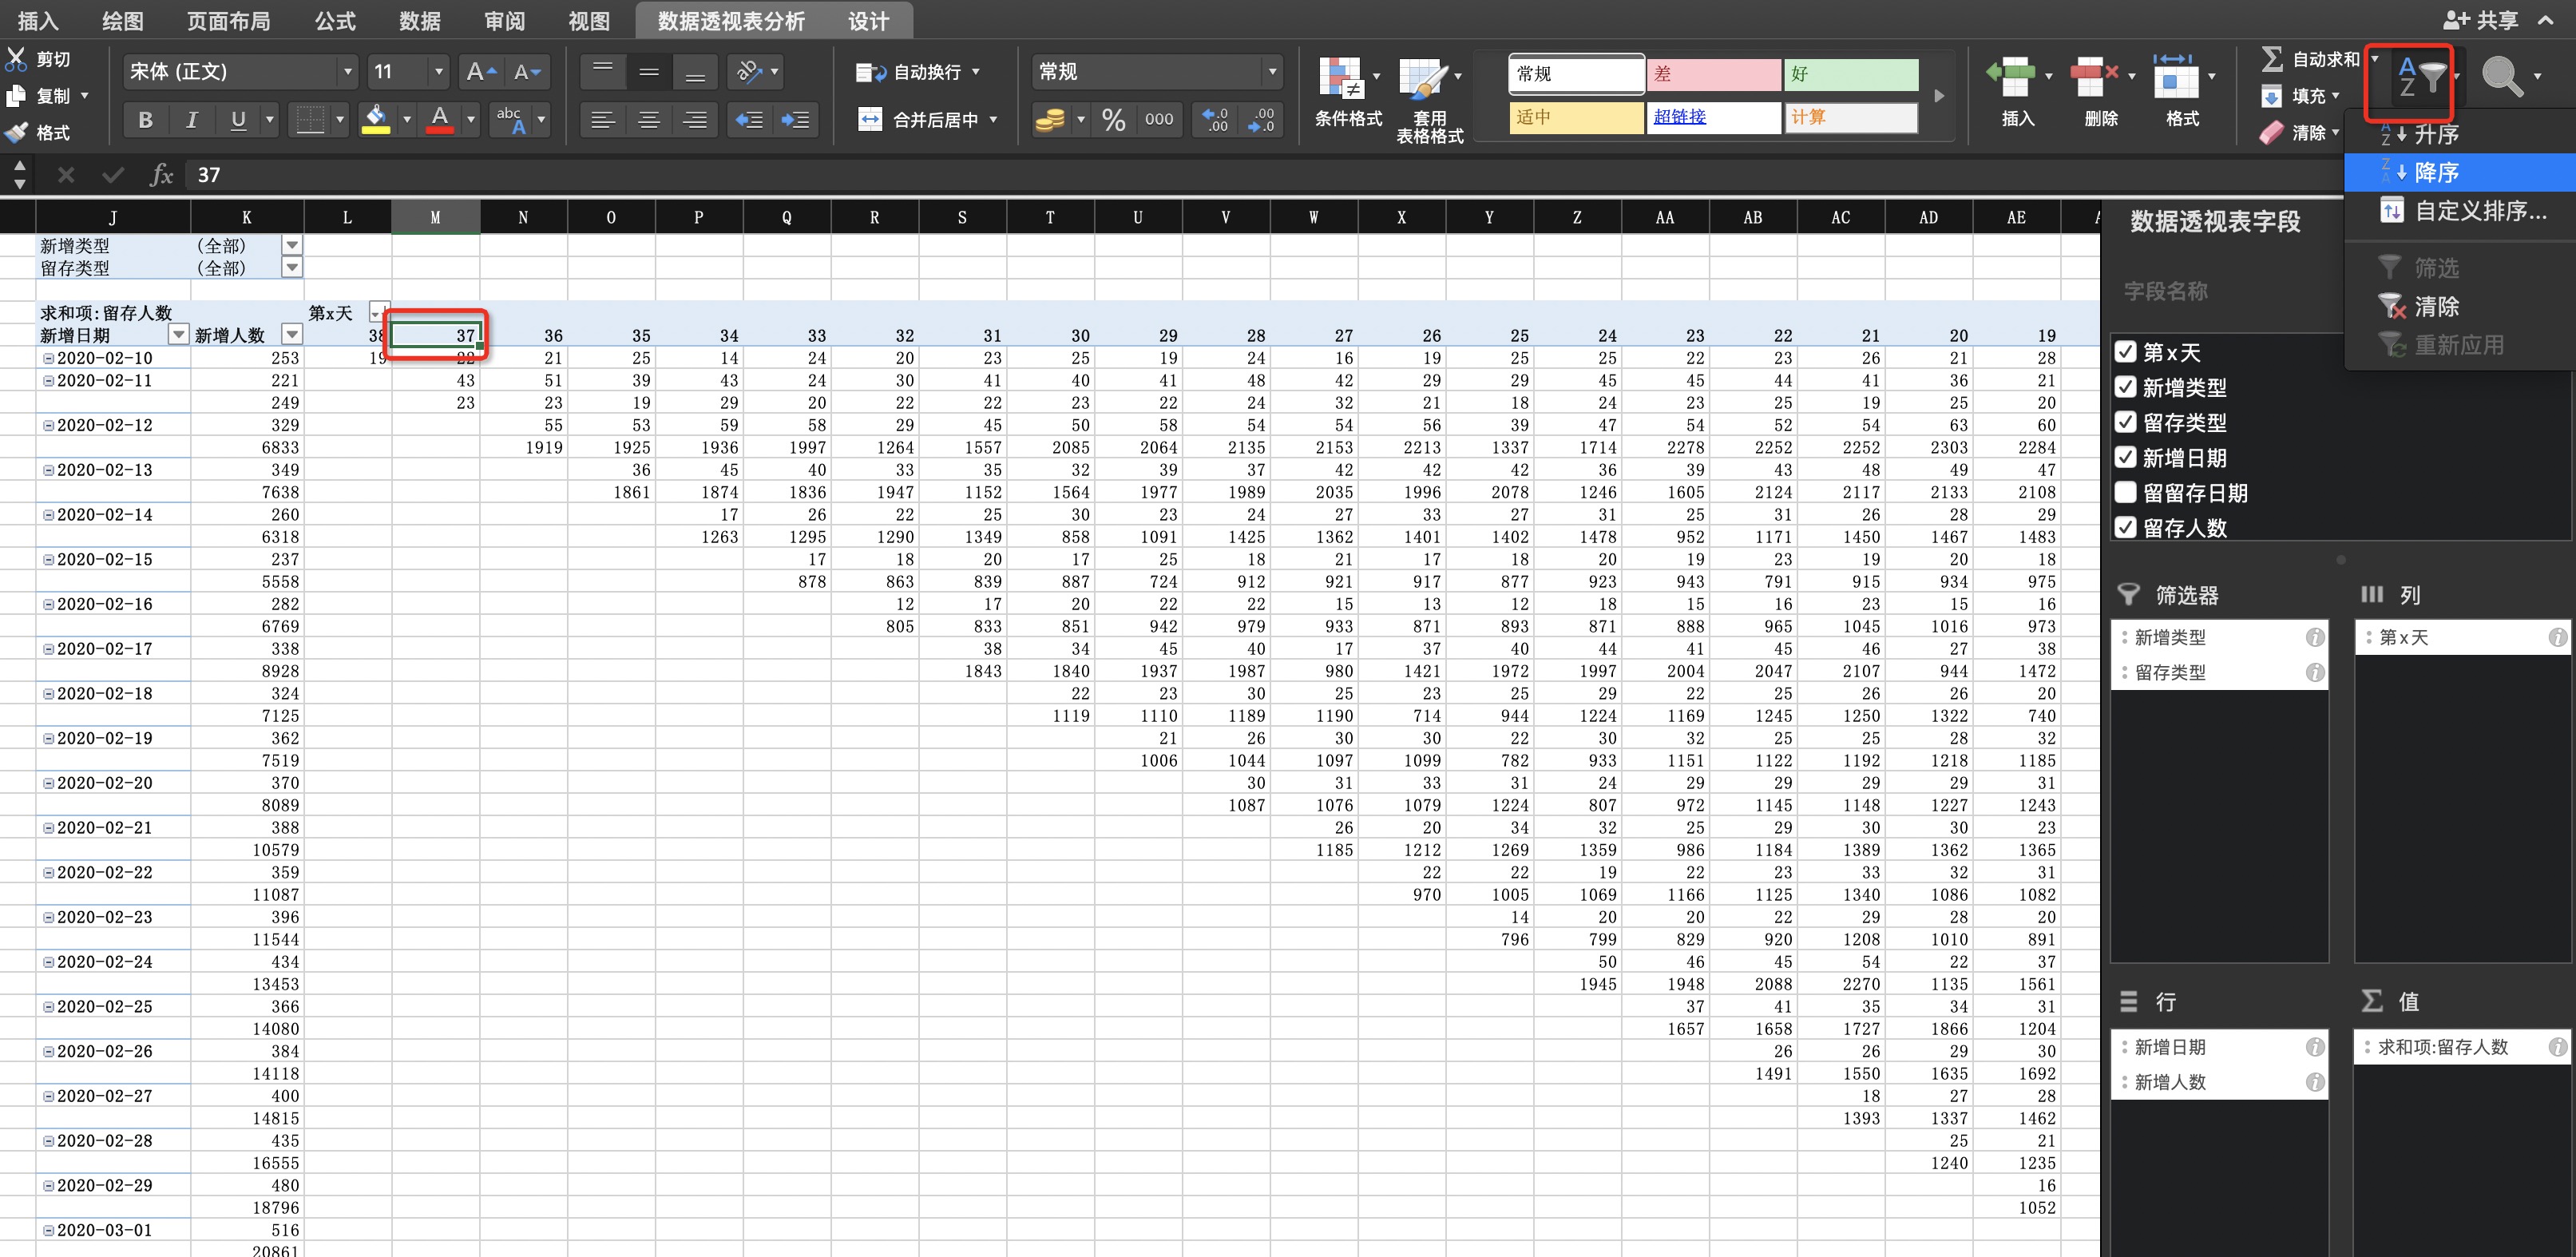 插入 绘图 页面布局 公式 数据 审阅 视图 数据透视表分析 设计 共享
剪切 宋体 (正文) 11 A A 自动换行 常规 常规 差 好 自动求和
复制 条件格式 套用 表格格式 插入 删除 格式 填充
格式 B I U A abc A 合并后居中 % 000 .0 .00 .00 .0 适中 超链接 计算 清除
升序
fx 37 降序
自定义排序...
筛选
清除
重新应用
J K L M N O P Q R S T U V W X Y Z AA AB AC AD AE
新增类型 (全部)
留存类型 (全部)
求和项:留存人数 第x天
新增日期 新增人数 38 37 36 35 34 33 32 31 30 29 28 27 26 25 24 23 22 21 20 19
2020-02-10 253 19 22 21 25 14 24 20 23 25 19 24 16 19 25 25 22 23 26 21 28
2020-02-11 221 43 51 39 43 24 30 41 40 41 48 42 29 29 45 45 44 41 36 21
249 23 23 19 29 20 22 22 23 22 24 32 21 18 24 23 25 19 25 20
2020-02-12 329 55 53 59 58 29 45 50 58 54 54 56 39 47 54 52 54 63 60
6833 1919 1925 1936 1997 1264 1557 2085 2064 2135 2153 2213 1337 1714 2278 2252 2252 2303 2284
2020-02-13 349 36 45 40 33 35 32 39 37 42 42 42 36 39 43 48 49 47
7638 1861 1874 1836 1947 1152 1564 1977 1989 2035 1996 2078 1246 1605 2124 2117 2133 2108
2020-02-14 260 17 26 22 25 30 23 24 27 33 27 31 25 31 26 28 29
6318 1263 1295 1290 1349 858 1091 1425 1362 1401 1402 1478 952 1171 1450 1467 1483
2020-02-15 237 17 18 20 17 25 18 21 17 18 20 19 23 19 20 18
5558 878 863 839 887 724 912 921 917 877 923 943 791 915 934 975
2020-02-16 282 12 17 20 22 22 15 13 12 18 15 16 23 15 16
6769 805 833 851 942 979 933 871 893 871 888 965 1045 1016 973
2020-02-17 338 38 34 45 40 17 37 40 44 41 45 46 27 38
8928 1843 1840 1937 1987 980 1421 1972 1997 2004 2047 2107 944 1472
2020-02-18 324 22 23 30 25 23 25 29 22 25 26 26 20
7125 1119 1110 1189 1190 714 944 1224 1169 1245 1250 1322 740
2020-02-19 362 21 26 30 30 22 30 32 25 25 28 32
7519 1006 1044 1097 1099 782 933 1151 1122 1192 1218 1185
2020-02-20 370 30 31 33 31 24 29 29 29 29 31
8089 1087 1076 1079 1224 807 972 1145 1148 1227 1243
2020-02-21 388 26 20 34 32 25 29 30 30 23
10579 1185 1212 1269 1359 986 1184 1389 1362 1365
2020-02-22 359 22 22 19 22 23 33 32 31
11087 970 1005 1069 1166 1125 1340 1086 1082
2020-02-23 396 14 20 20 22 29 28 20
11544 796 799 829 920 1208 1010 891
2020-02-24 434 50 46 45 54 22 37
13453 1945 1948 2088 2270 1135 1561
2020-02-25 366 37 41 35 34 31
14080 1657 1658 1727 1866 1204
2020-02-26 384 26 26 29 30
14118 1491 1550 1635 1692
2020-02-27 400 18 27 28
14815 1393 1337 1462
2020-02-28 435 25 21
16555 1240 1235
2020-02-29 480 16
18796 1052
2020-03-01 516
20861
数据透视表字段
字段名称
第x天
新增类型
留存类型
新增日期
留留存日期
留存人数
筛选器 列
新增类型 第x天
留存类型
行 值
新增日期 求和项:留存人数
新增人数